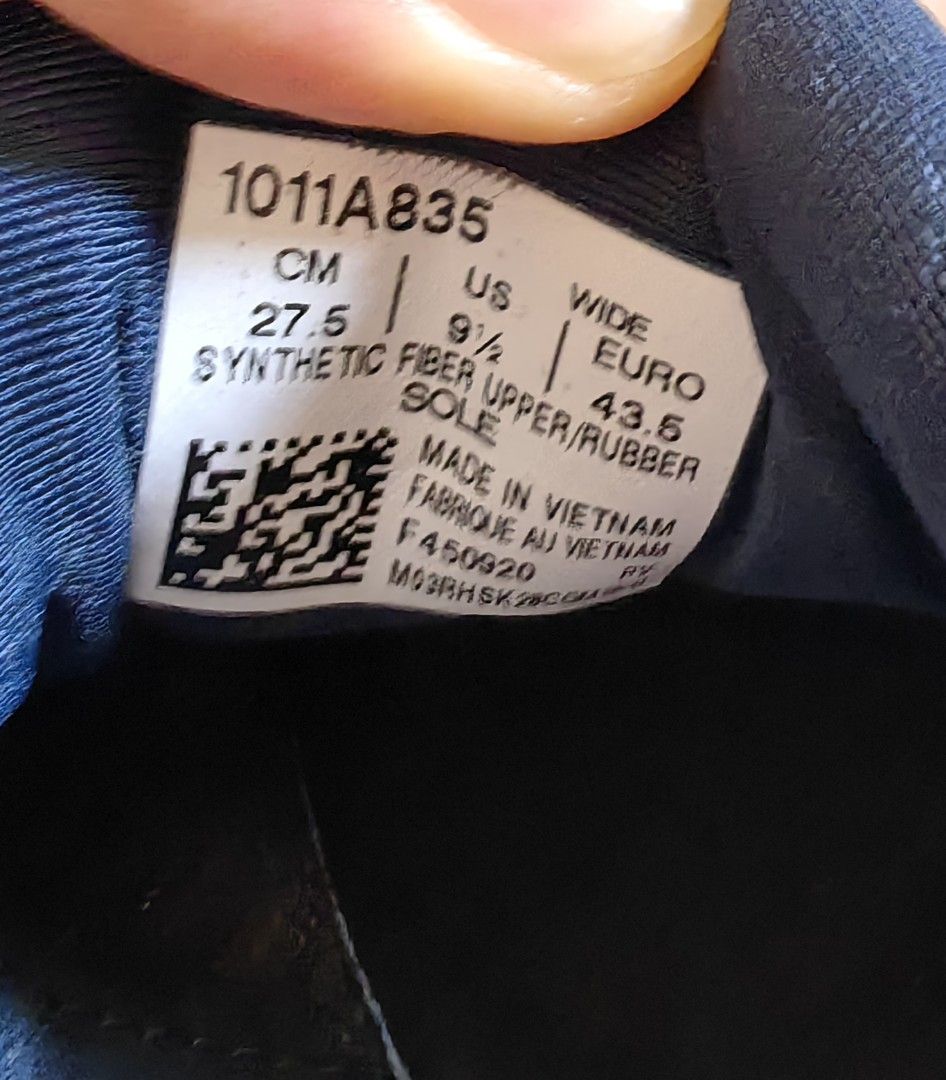 1011A835
WIDE
CM | US | EURO
27.5 9½ 43.5
SYNTHETIC FIBER UPPER/RUBBER
SOLE
MADE IN VIETNAM
FABRIQUE AU VIETNAM
F450920 RX